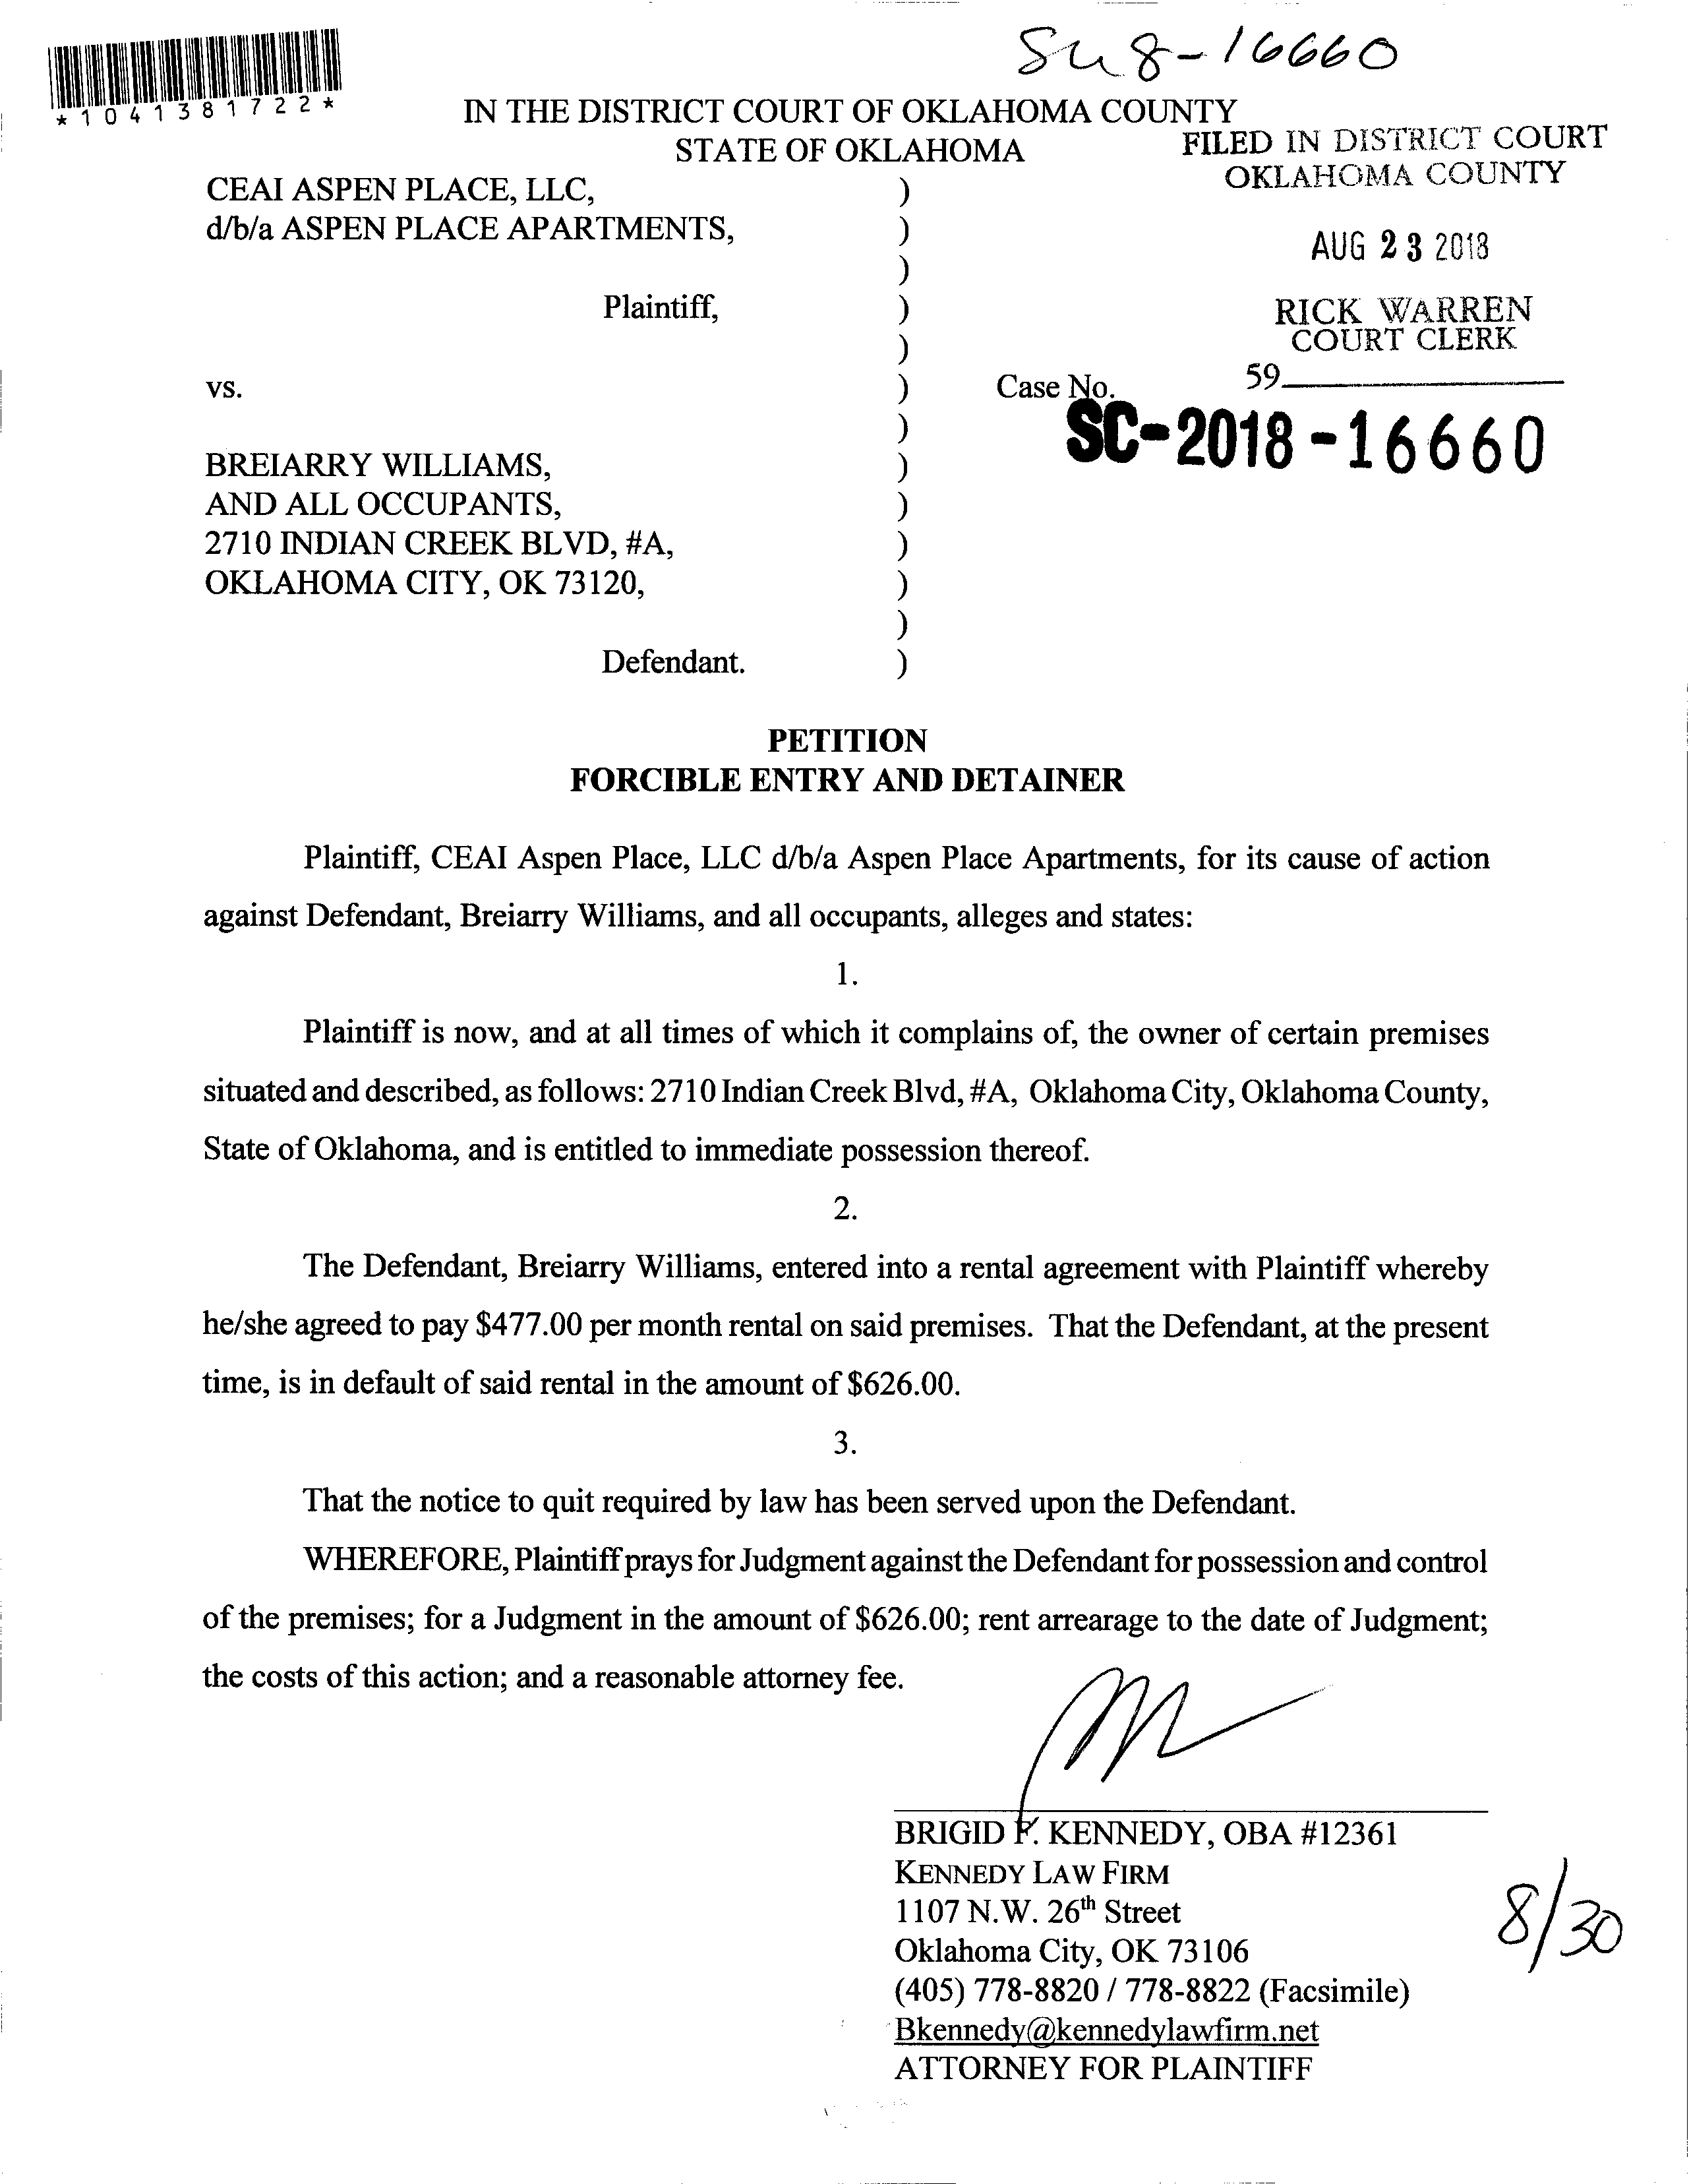 8-16660
*1041381722*
IN THE DISTRICT COURT OF OKLAHOMA COUNTY
STATE OF OKLAHOMA
FILED IN DISTRICT COURT
OKLAHOMA COUNTY
CEAI ASPEN PLACE, LLC, )
d/b/a ASPEN PLACE APARTMENTS, )
AUG 23 2018
)
Plaintiff, )
RICK WARREN
COURT CLERK
)
vs. ) Case No.
59
SC-2018-16660
)
BREIARRY WILLIAMS, )
AND ALL OCCUPANTS, )
2710 INDIAN CREEK BLVD, #A, )
OKLAHOMA CITY, OK 73120, )
)
Defendant. )
PETITION
FORCIBLE ENTRY AND DETAINER
Plaintiff, CEAI Aspen Place, LLC d/b/a Aspen Place Apartments, for its cause of action
against Defendant, Breiarry Williams, and all occupants, alleges and states:
1.
Plaintiff is now, and at all times of which it complains of, the owner of certain premises
situated and described, as follows: 2710 Indian Creek Blvd, #A, Oklahoma City, Oklahoma County,
State of Oklahoma, and is entitled to immediate possession thereof.
2.
The Defendant, Breiarry Williams, entered into a rental agreement with Plaintiff whereby
he/she agreed to pay $477.00 per month rental on said premises. That the Defendant, at the present
time, is in default of said rental in the amount of $626.00.
3.
That the notice to quit required by law has been served upon the Defendant.
WHEREFORE, Plaintiff prays for Judgment against the Defendant for possession and control
of the premises; for a Judgment in the amount of $626.00; rent arrearage to the date of Judgment;
the costs of this action; and a reasonable attorney fee.
BRIGID F. KENNEDY, OBA #12361
KENNEDY LAW FIRM
1107 N.W. 26th Street
Oklahoma City, OK 73106
(405) 778-8820 / 778-8822 (Facsimile)
Bkennedy@kennedylawfirm.net
ATTORNEY FOR PLAINTIFF
8/30